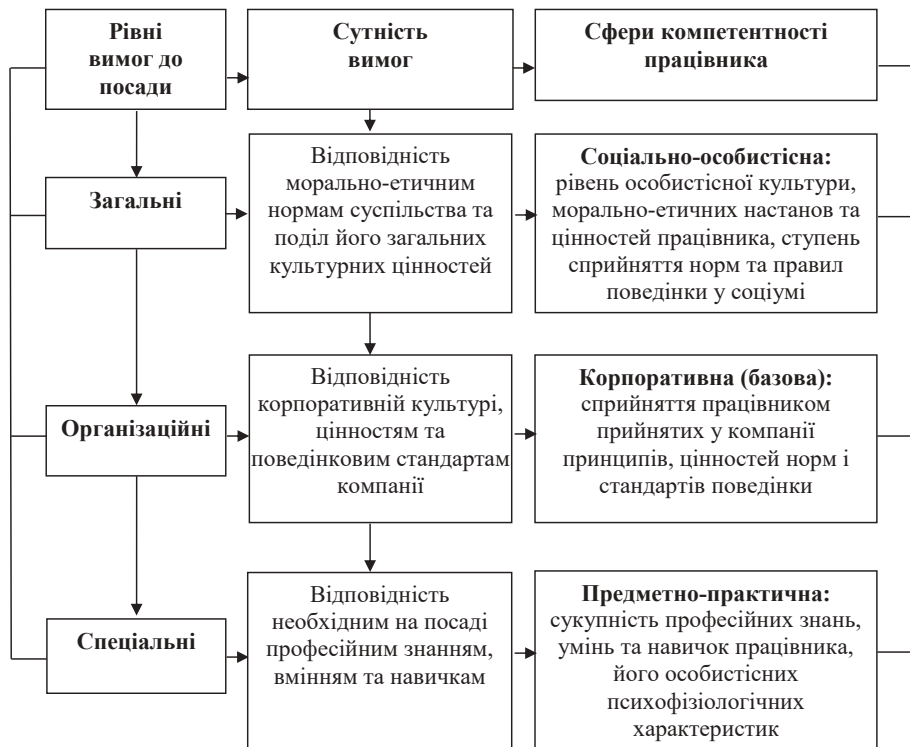 Рівні
вимог до
посади
Сутність
вимог
Сфери компетентності
працівника
Загальні
Відповідність
морально-етичним
нормам суспільства та
поділ його загальних
культурних цінностей
Соціально-особистісна:
рівень особистісної культури,
морально-етичних настанов та
цінностей працівника, ступень
сприйняття норм та правил
поведінки у соціумі
Організаційні
Відповідність
корпоративній культурі,
цінностям та
поведінковим стандартам
компанії
Корпоративна (базова):
сприйняття працівником
прийнятих у компанії
принципів, цінностей норм і
стандартів поведінки
Спеціальні
Відповідність
необхідним на посаді
професійним знанням,
вмінням та навичкам
Предметно-практична:
сукупність професійних знань,
умінь та навичок працівника,
його особистісних
психофізіологічних
характеристик